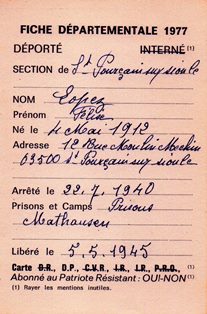 FICHE DÉPARTEMENTALE 1977
DÉPORTÉ INTERNÉ (1)
SECTION de St Pourçain sur sioule
NOM Lopez
Prénom Félix
Né le 4 Mai 1912
Adresse 12 Rue Moulin
03500 St Pourçain sur sioule
Arrêté le 22.7.1940
Prisons et Camps Prisons
Mathausen
Libéré le 5.5.1945
Carte D.R., D.P., C.V.R., I.R., J.R., P.R.O., (1)
Abonné au Patriote Résistant : OUI-NON (1)
(1) Rayer les mentions inutiles.